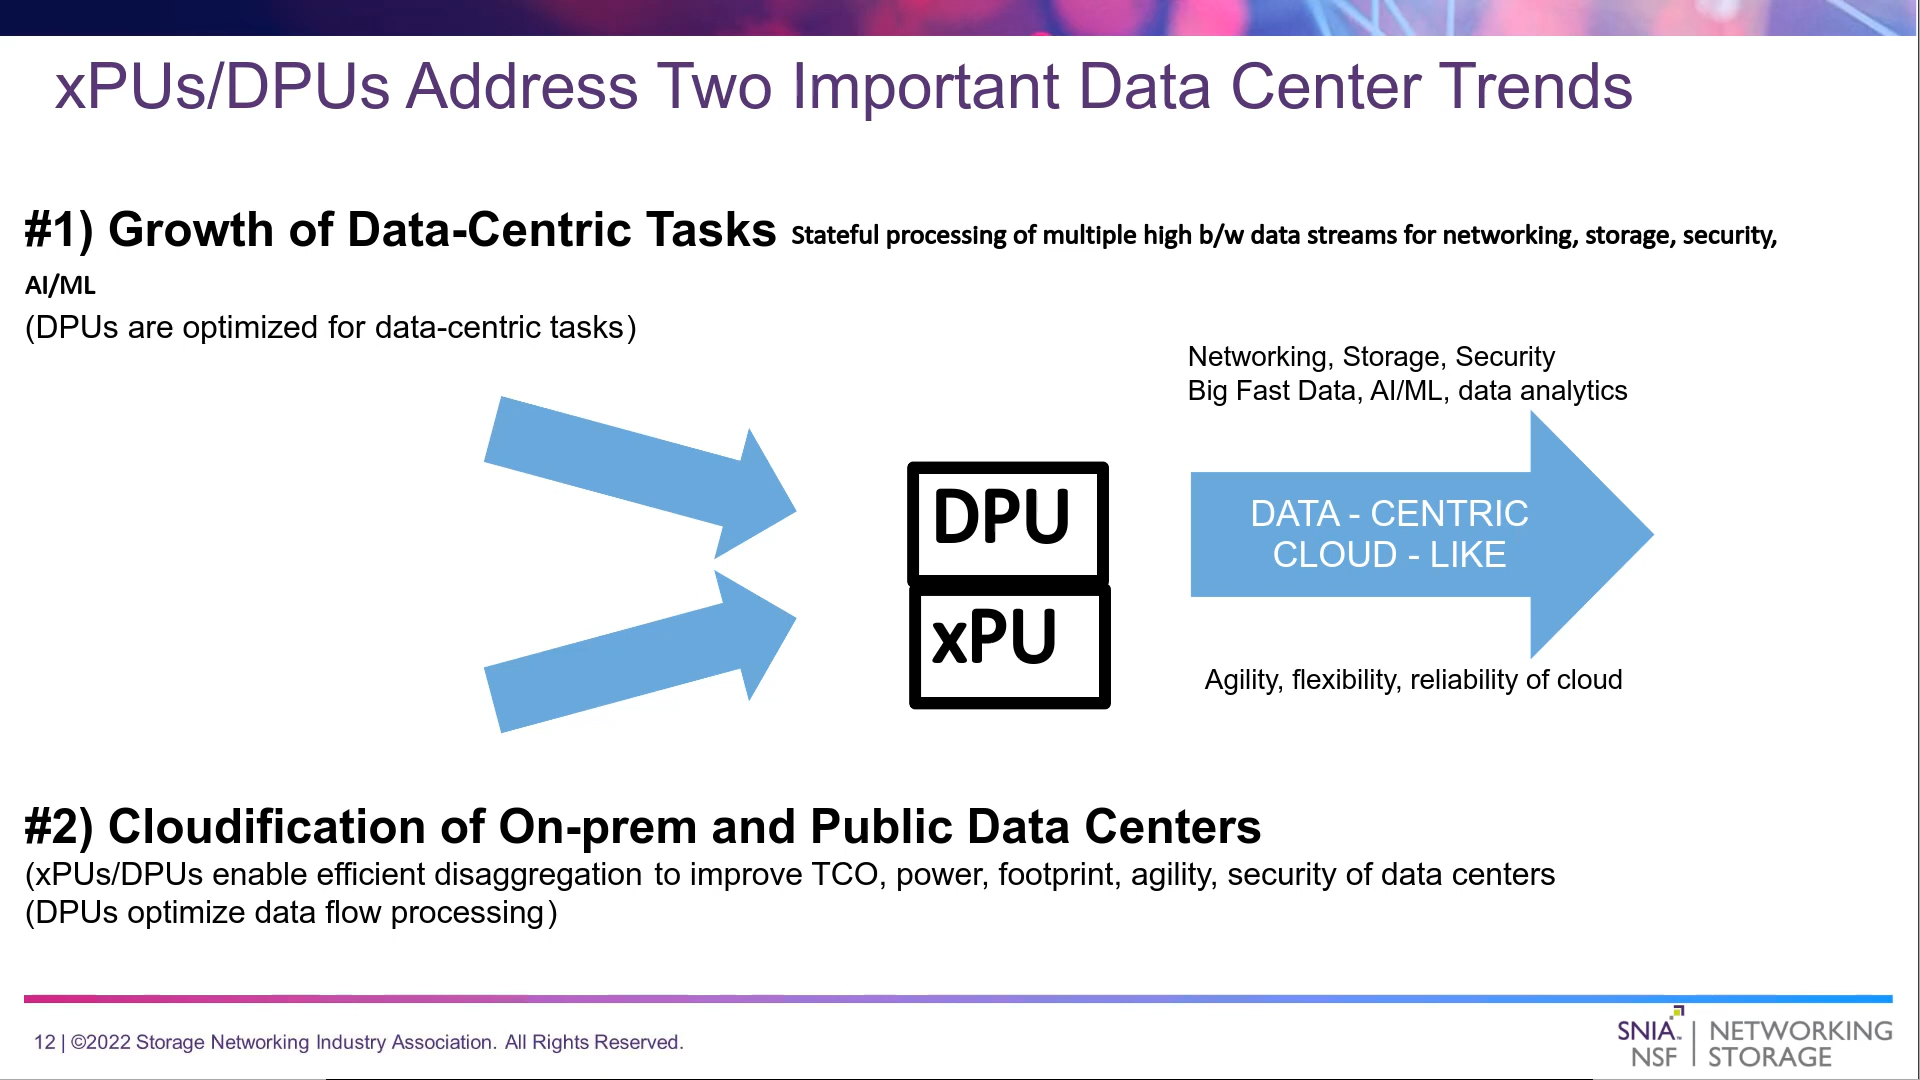 xPUs/DPUs Address Two Important Data Center Trends
#1) Growth of Data-Centric Tasks Stateful processing of multiple high b/w data streams for networking, storage, security,
AI/ML
(DPUs are optimized for data-centric tasks)
Networking, Storage, Security
Big Fast Data, AI/ML, data analytics
DPU
xPU
DATA - CENTRIC
CLOUD - LIKE
Agility, flexibility, reliability of cloud
#2) Cloudification of On-prem and Public Data Centers
(xPUs/DPUs enable efficient disaggregation to improve TCO, power, footprint, agility, security of data centers
(DPUs optimize data flow processing)
12 | ©2022 Storage Networking Industry Association. All Rights Reserved.
SNIA™ | NETWORKING
NSF | STORAGE